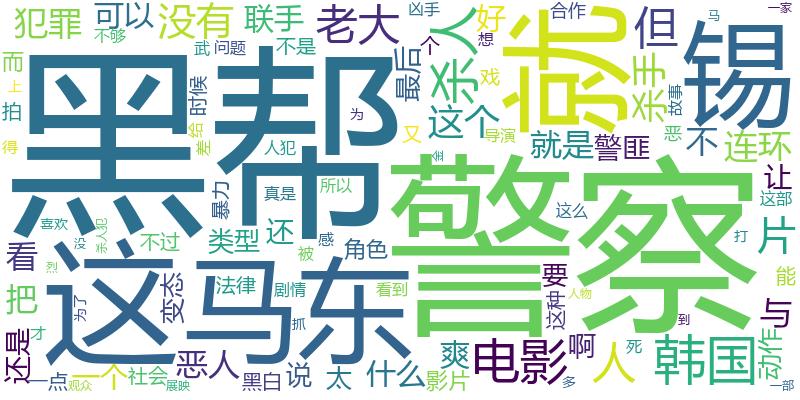 犯罪
可以
没有
联手
老大
凶手
个
好
合作
一家
不够
武
问题
不是
最后
想
戏
杀人
就
但
锡
马
而
上
拍
得
黑帮
时候
给
差
为
又
导演
这个
杀手
故事
恶
不
连环
人犯
就是
警匪
让
警察
暴力
真是
所以
金
这么
这部
片
喜欢
没
杀人犯
不过
类型
还
被
感
角色
打
能
看
这马东
变态
法律
剧情
看到
要
这种
人物
到
与
把
烈
为了
抓
还是
才
恶人
爽
电影
啊
人
死
韩国
动作
一点
观众
一个
社会
展映
黑白
说
太
什么
影片
多
一部